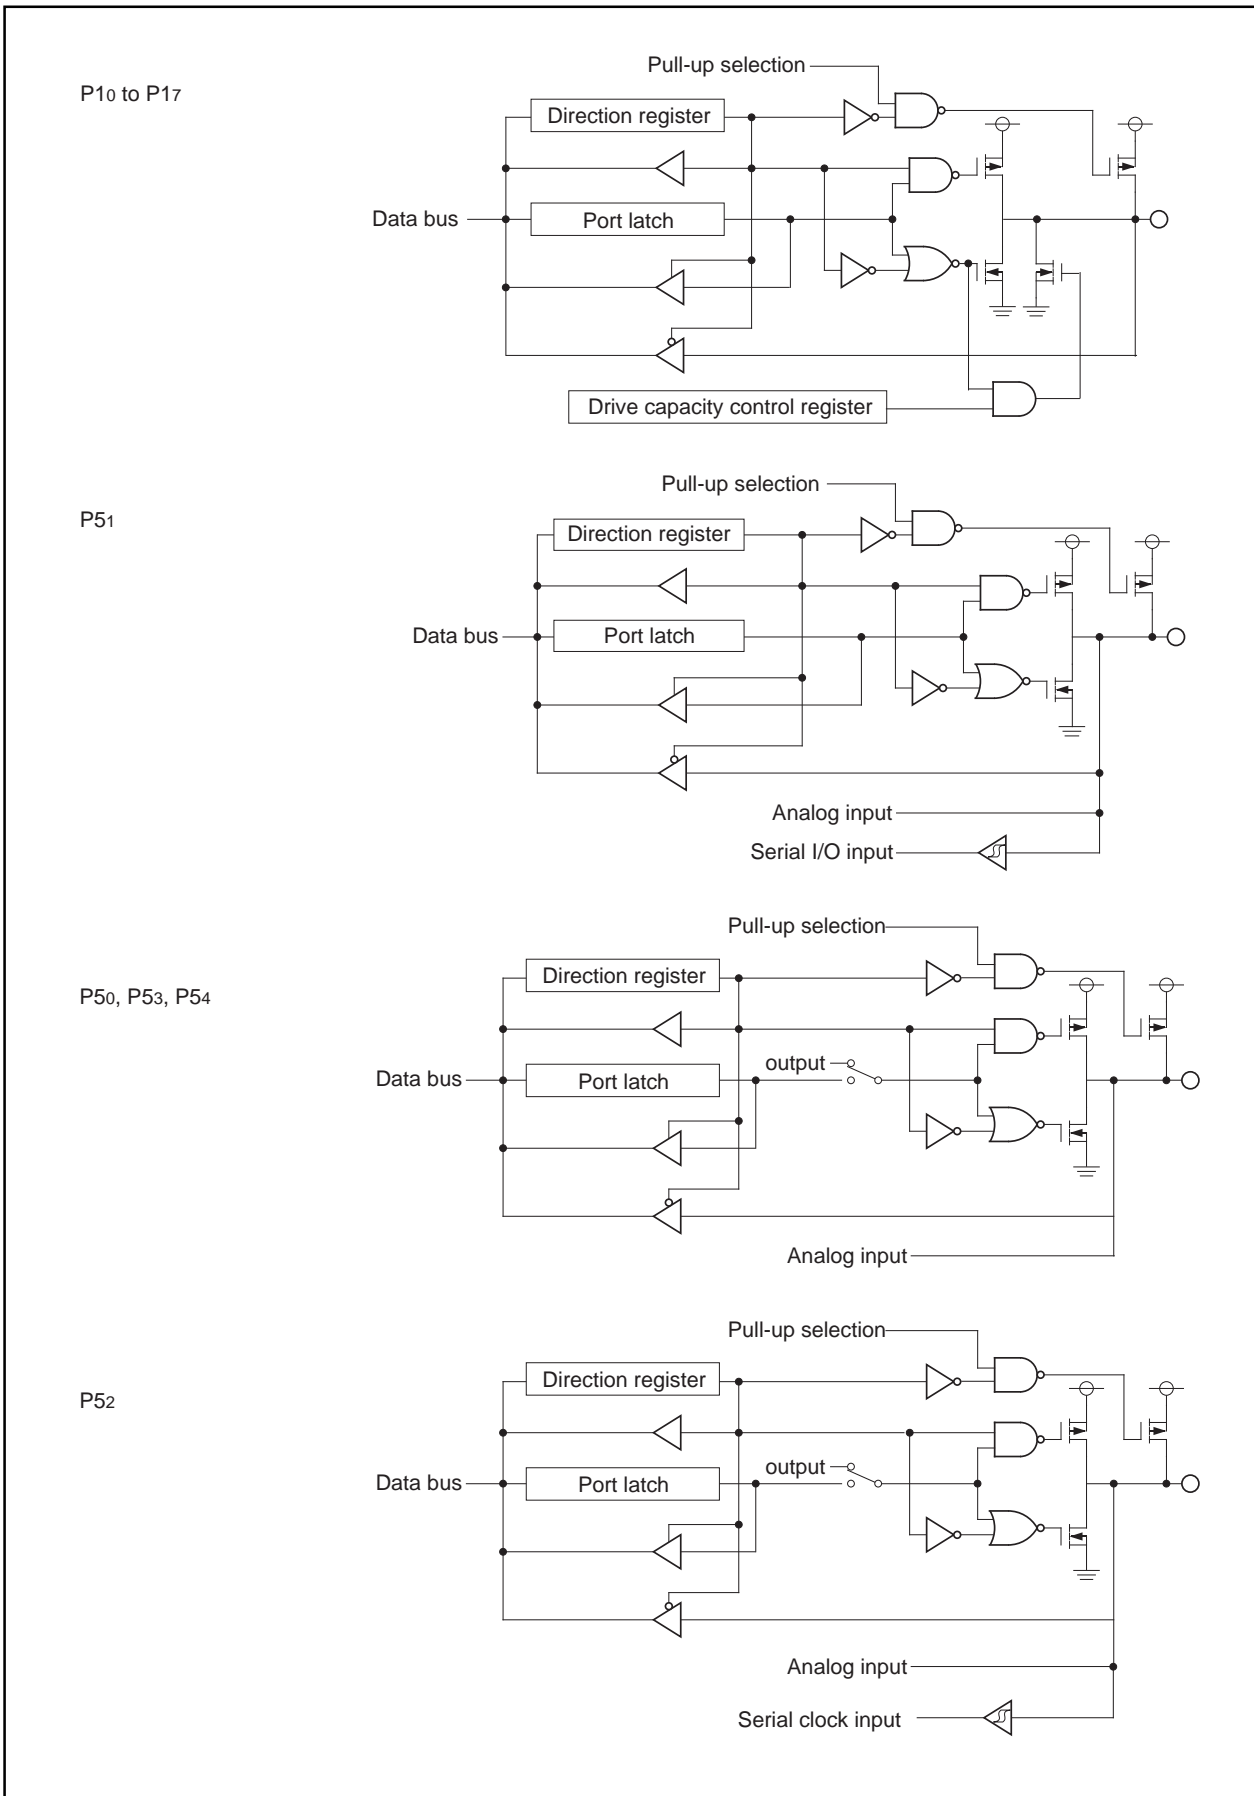 Pull-up selection
P10 to P17
Direction register
Data bus
Port latch
Drive capacity control register
Pull-up selection
P51
Direction register
Data bus
Port latch
Analog input
Serial I/O input
Pull-up selection
P50, P53, P54
Direction register
output
Data bus
Port latch
Analog input
Pull-up selection
P52
Direction register
output
Data bus
Port latch
Analog input
Serial clock input